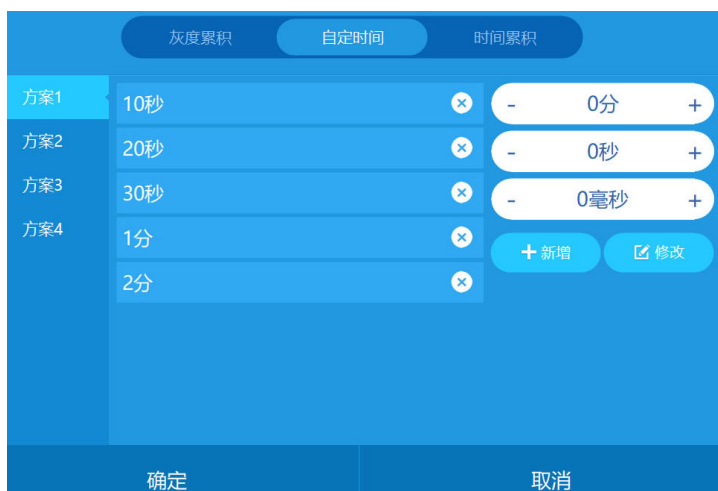 灰度累积 自定时间 时间累积
方案1
方案2
方案3
方案4
10秒
20秒
30秒
1分
2分
- 0分 +
- 0秒 +
- 0毫秒 +
+ 新增 修改
确定 取消